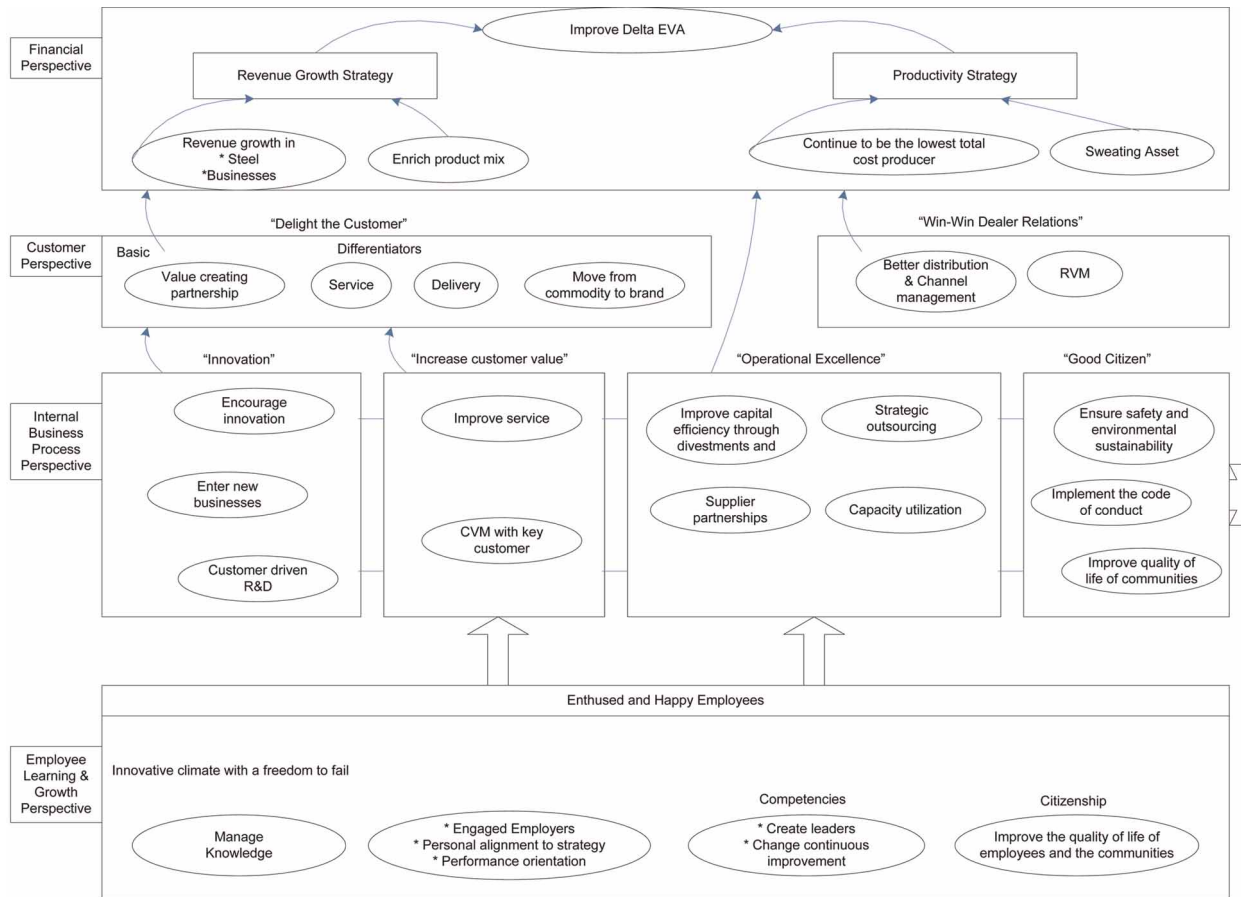 Improve Delta EVA
Financial
Perspective
Revenue Growth Strategy
Productivity Strategy
Revenue growth in
* Steel
*Businesses
Enrich product mix
Continue to be the lowest total
cost producer
Sweating Asset
“Delight the Customer”
“Win-Win Dealer Relations”
Customer
Perspective
Basic
Differentiators
Value creating
partnership
Service
Delivery
Move from
commodity to brand
Better distribution
& Channel
management
RVM
“Innovation”
“Increase customer value”
“Operational Excellence”
“Good Citizen”
Internal
Business
Process
Perspective
Encourage
innovation
Enter new
businesses
Customer driven
R&D
Improve service
CVM with key
customer
Improve capital
efficiency through
divestments and
Strategic
outsourcing
Supplier
partnerships
Capacity utilization
Ensure safety and
environmental
sustainability
Implement the code
of conduct
Improve quality of
life of communities
Enthused and Happy Employees
Employee
Learning &
Growth
Perspective
Innovative climate with a freedom to fail
Manage
Knowledge
* Engaged Employers
* Personal alignment to strategy
* Performance orientation
Competencies
* Create leaders
* Change continuous
improvement
Citizenship
Improve the quality of life of
employees and the communities